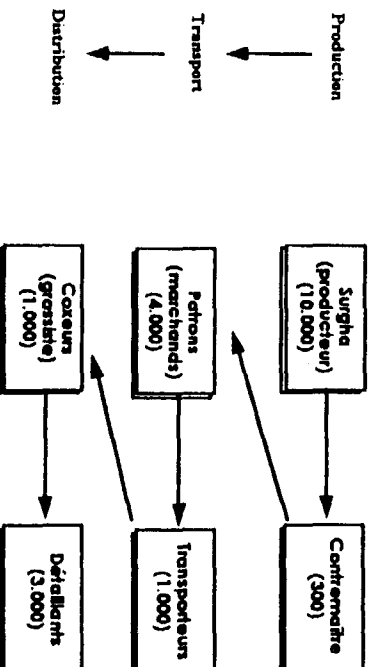 Production
Surgha
(producteur)
(10.000)
Contremaître
(300)
Transport
Patrons
(marchands)
(4.000)
Transporteurs
(1.000)
Distribution
Coxeurs
(grossiste)
(1.000)
Détaillants
(3.000)